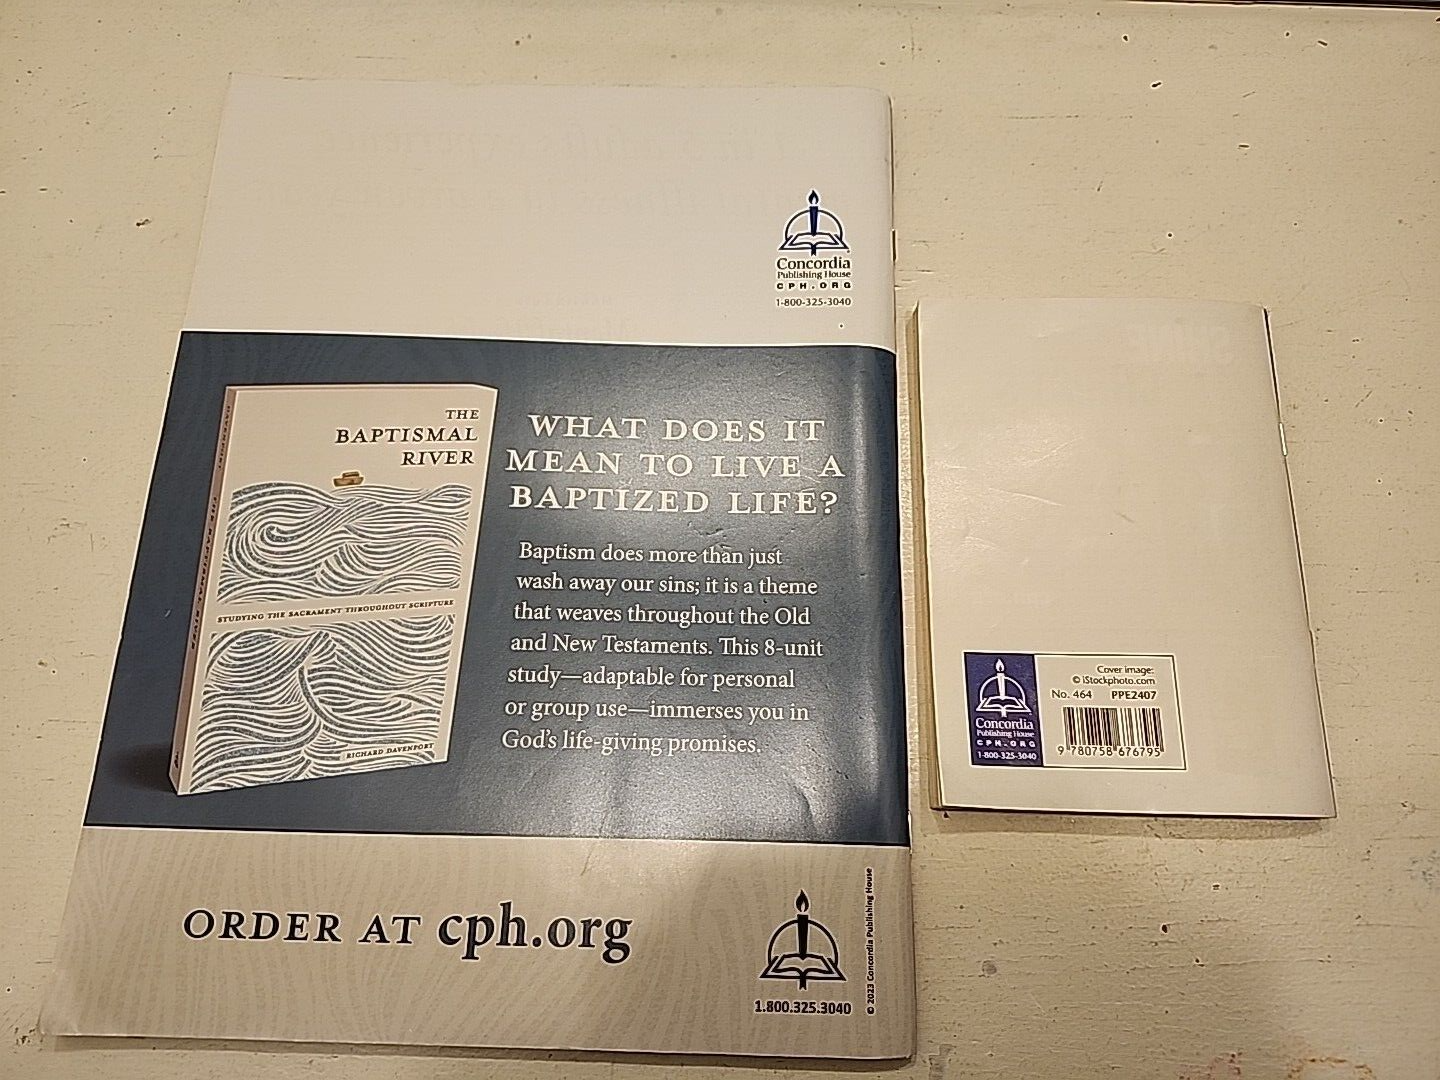 Concordia
Publishing House
CPH.ORG
1-800-325-3040
THE
BAPTISMAL
RIVER
STUDYING THE SACRAMENT THROUGHOUT SCRIPTURE
RICHARD DAVENPORT
THE BAPTISMAL RIVER
WHAT DOES IT
MEAN TO LIVE A
BAPTIZED LIFE?
Baptism does more than just
wash away our sins; it is a theme
that weaves throughout the Old
and New Testaments. This 8-unit
study—adaptable for personal
or group use—immerses you in
God's life-giving promises.
ORDER AT cph.org
1.800.325.3040
© 2023 Concordia Publishing House
Concordia
Publishing House
CPH.ORG
1-800-325-3040
Cover image:
© iStockphoto.com
No. 464 PPE2407
9 780758 676795